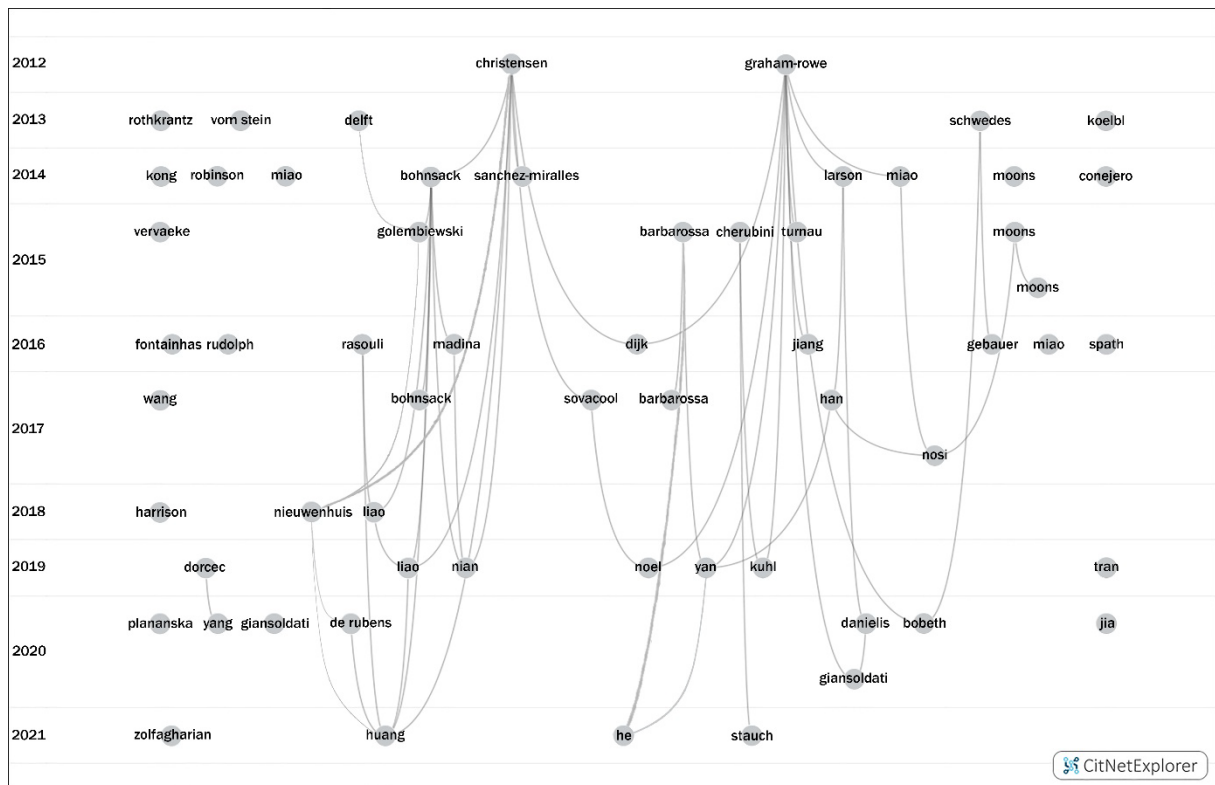 2012 christensen graham-rowe
2013 rothkrantz vom stein delft schwedes koelbl
2014 kong robinson miao bohnsack sanchez-miralles larson miao moons conejero
vervaeke golembiewski barbarossa cherubini turnau moons
2015
moons
2016 fontainhas rudolph rasouli madina dijk jiang gebauer miao spath
wang bohnsack sovacool barbarossa han
2017
nosi
2018 harrison nieuwenhuis liao
2019 dorcec liao nian noel yan kuhl tran
plananska yang giansoldati de rubens danielis bobeth jia
2020
giansoldati
2021 zolfagharian huang he stauch
CitNetExplorer